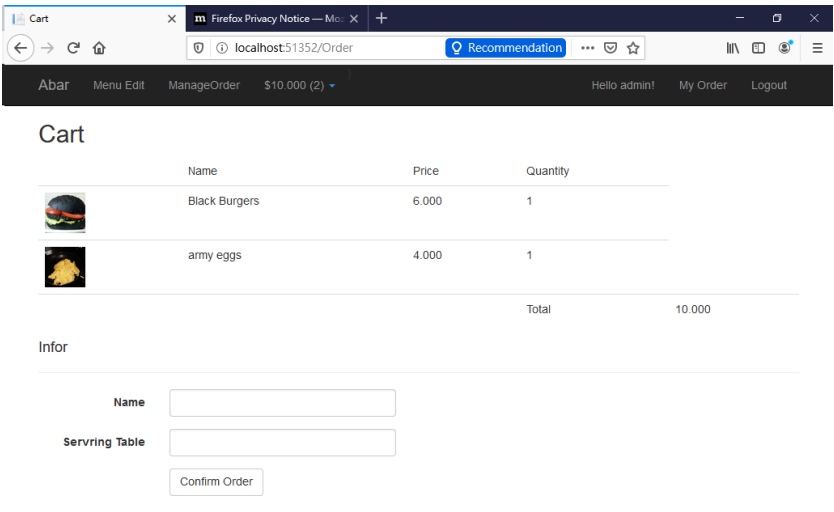 Cart
Firefox Privacy Notice — Moz
localhost:51352/Order
Recommendation
Abar Menu Edit ManageOrder $10.000 (2) Hello admin! My Order Logout
Cart
Name Price Quantity
Black Burgers 6.000 1
army eggs 4.000 1
Total 10.000
Infor
Name
Servring Table
Confirm Order